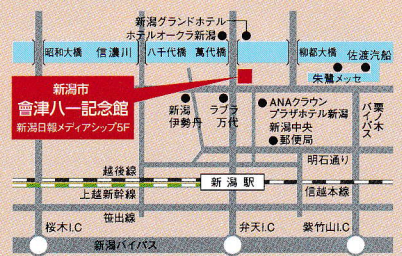 新潟グランドホテル
ホテルオークラ新潟
昭和大橋
信濃川
八千代橋
萬代橋
柳都大橋
佐渡汽船
朱鷺メッセ
新潟市
會津八一記念館
新潟日報メディアシップ5F
新潟
伊勢丹
ラブラ
万代
ANAクラウン
プラザホテル新潟
新潟中央
郵便局
栗ノ木
バイパス
明石通り
越後線
上越新幹線
新潟駅
信越本線
笹出線
桜木I.C
弁天I.C
紫竹山I.C
新潟バイパス